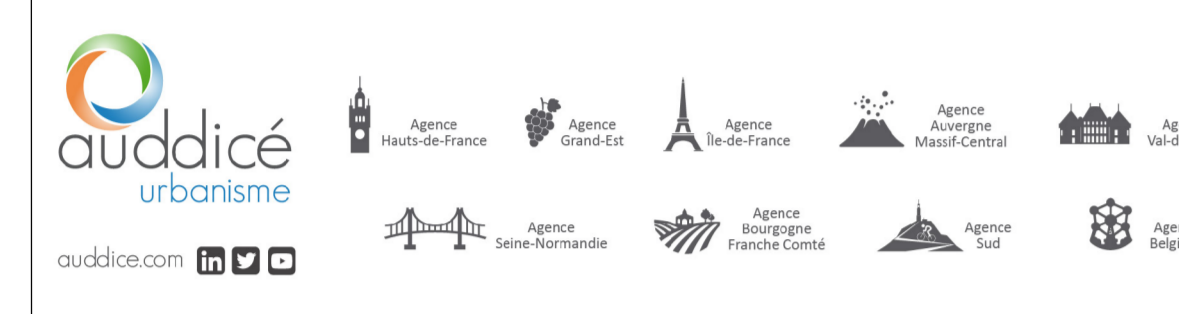 auddicé
urbanisme
auddice.com
Agence
Hauts-de-France
Agence
Grand-Est
Agence
Île-de-France
Agence
Auvergne
Massif-Central
Agence
Seine-Normandie
Agence
Bourgogne
Franche Comté
Agence
Sud